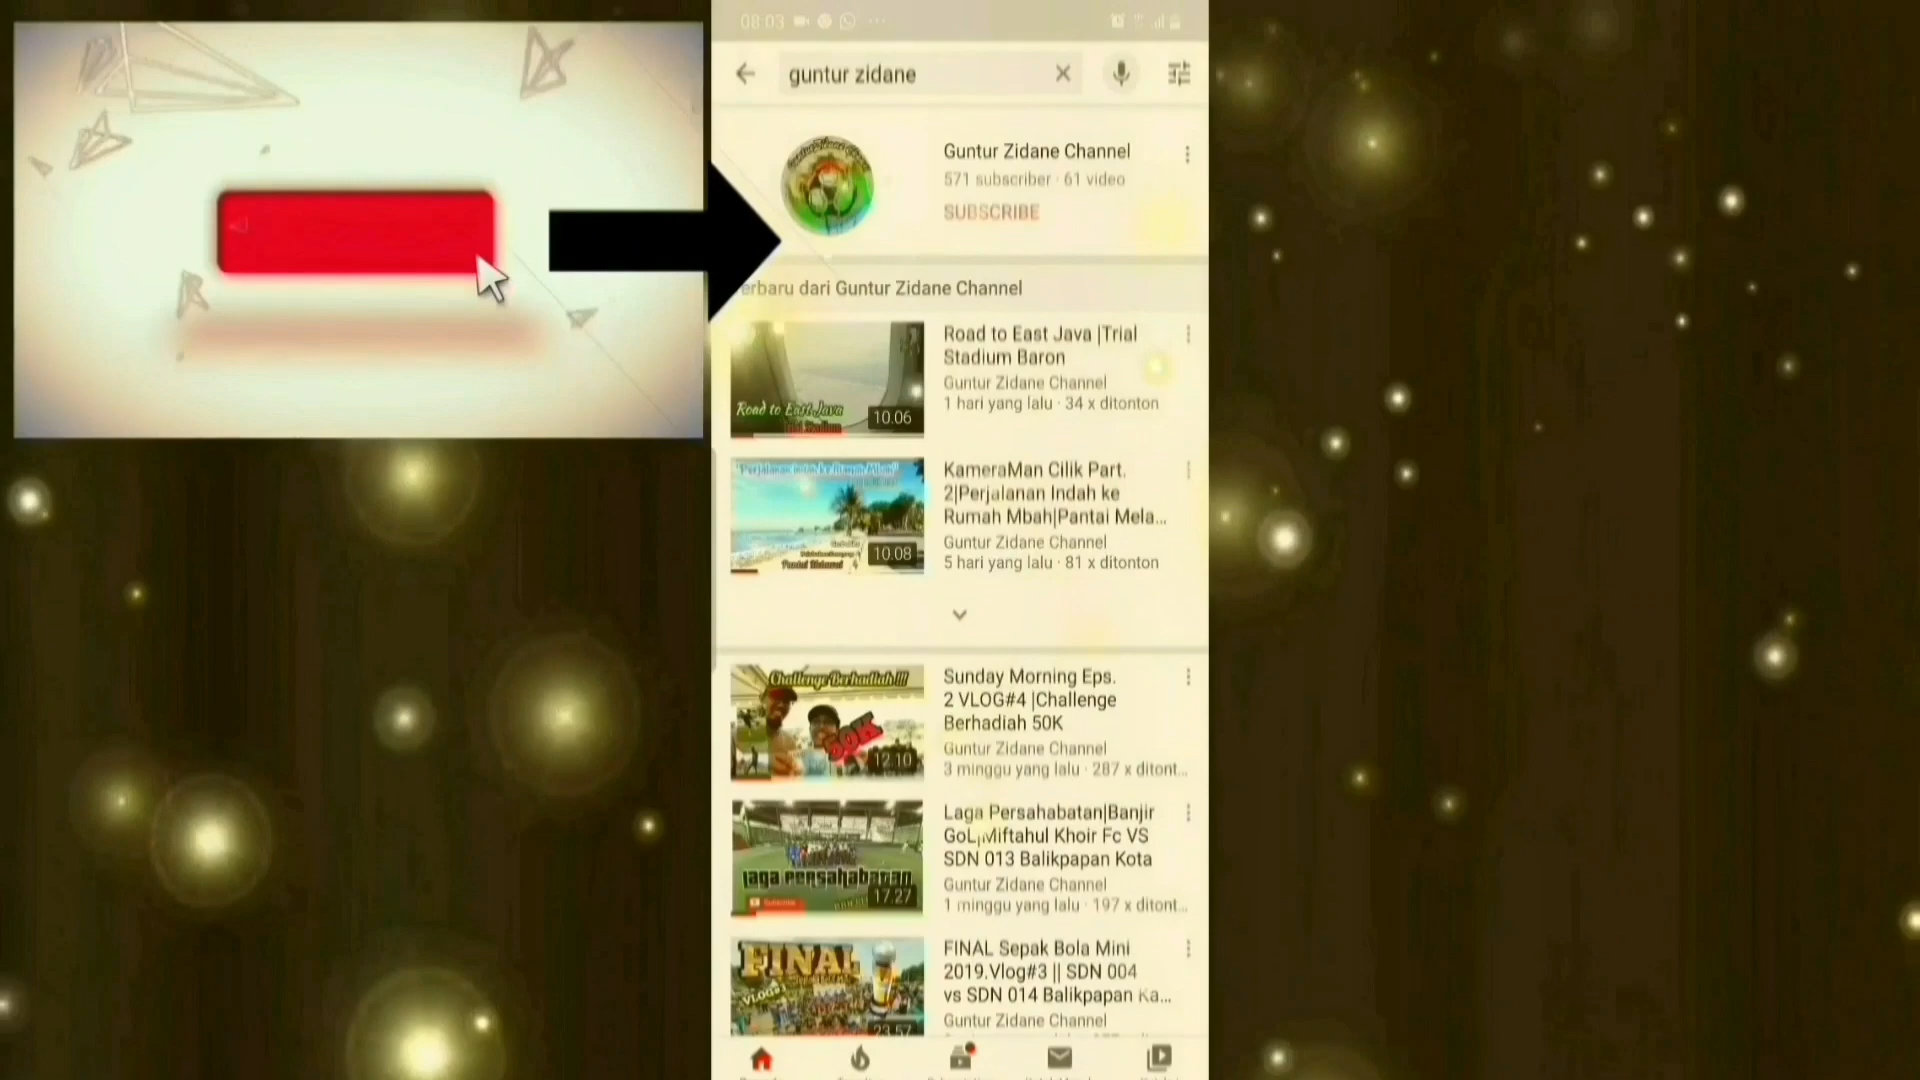 08:03
guntur zidane
Guntur Zidane Channel
571 subscriber · 61 video
SUBSCRIBE
erbaru dari Guntur Zidane Channel
Road to East Java |Trial
Stadium Baron
Guntur Zidane Channel
1 hari yang lalu · 34 x ditonton
Road to East Java
10.06
KameraMan Cilik Part.
2|Perjalanan Indah ke
Rumah Mbah|Pantai Mela...
Guntur Zidane Channel
5 hari yang lalu · 81 x ditonton
10.08
Sunday Morning Eps.
2 VLOG#4 |Challenge
Berhadiah 50K
Guntur Zidane Channel
3 minggu yang lalu · 287 x ditont...
Challenge Berhadiah !!!
50K
12.10
Laga Persahabatan|Banjir
GoL|Miftahul Khoir Fc VS
SDN 013 Balikpapan Kota
Guntur Zidane Channel
1 minggu yang lalu · 197 x ditont...
laga persahabatan
17.27
FINAL Sepak Bola Mini
2019.Vlog#3 || SDN 004
vs SDN 014 Balikpapan Ka...
Guntur Zidane Channel
FINAL
23.57